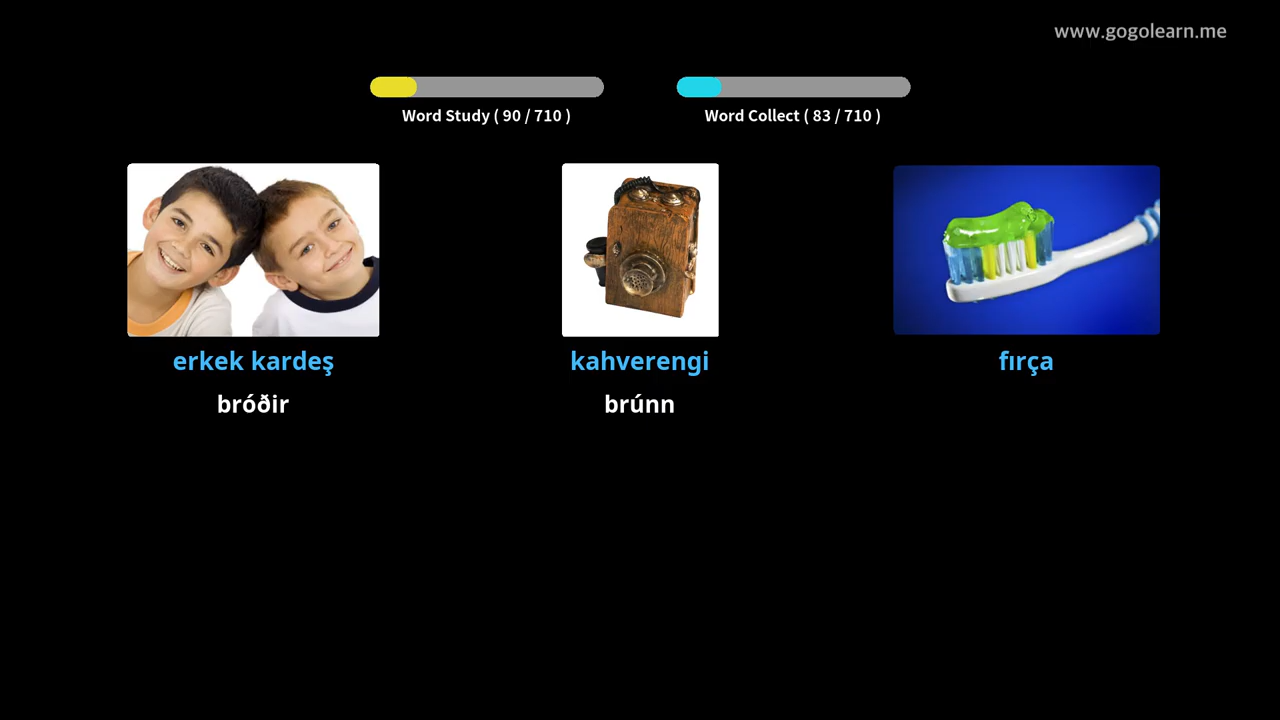 www.gogolearn.me
Word Study ( 90 / 710 )
Word Collect ( 83 / 710 )
erkek kardeş
kahverengi
fırça
bróðir
brúnn